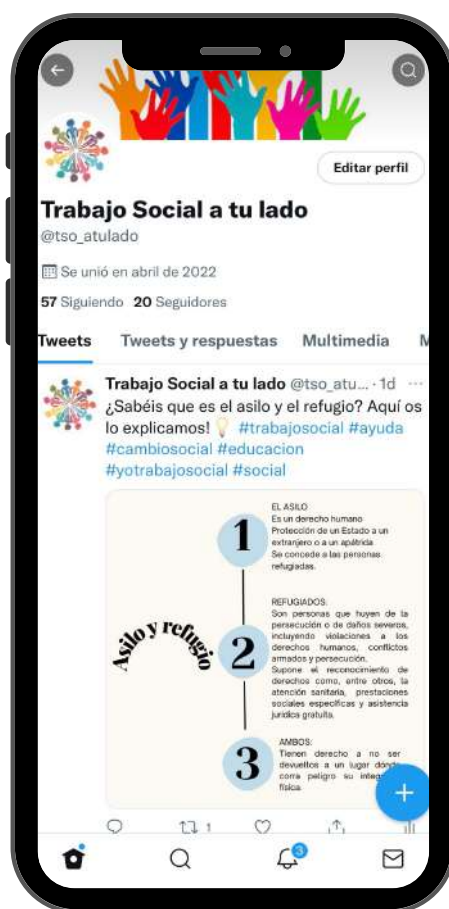 Editar perfil
Trabajo Social a tu lado
@tso_atulado
Se unió en abril de 2022
57 Siguiendo 20 Seguidores
Tweets Tweets y respuestas Multimedia M
Trabajo Social a tu lado @tso_atu... · 1d ···
¿Sabéis que es el asilo y el refugio? Aquí os
lo explicamos! 💡 #trabajosocial #ayuda
#cambiosocial #educacion
#yotrabajosocial #social
Asilo y refugio
1
EL ASILO
Es un derecho humano
Protección de un Estado a un
extranjero o a un apátrida
Se concede a las personas
refugiadas.
2
REFUGIADOS:
Son personas que huyen de la
persecución o de daños severos,
incluyendo violaciones a los
derechos humanos, conflictos
armados y persecución.
Supone el reconocimiento de
derechos como, entre otros, la
atención sanitaria, prestaciones
sociales específicas y asistencia
jurídica gratuita.
3
AMBOS:
Tienen derecho a no ser
devueltos a un lugar donde
corra peligro su
física.
1
3